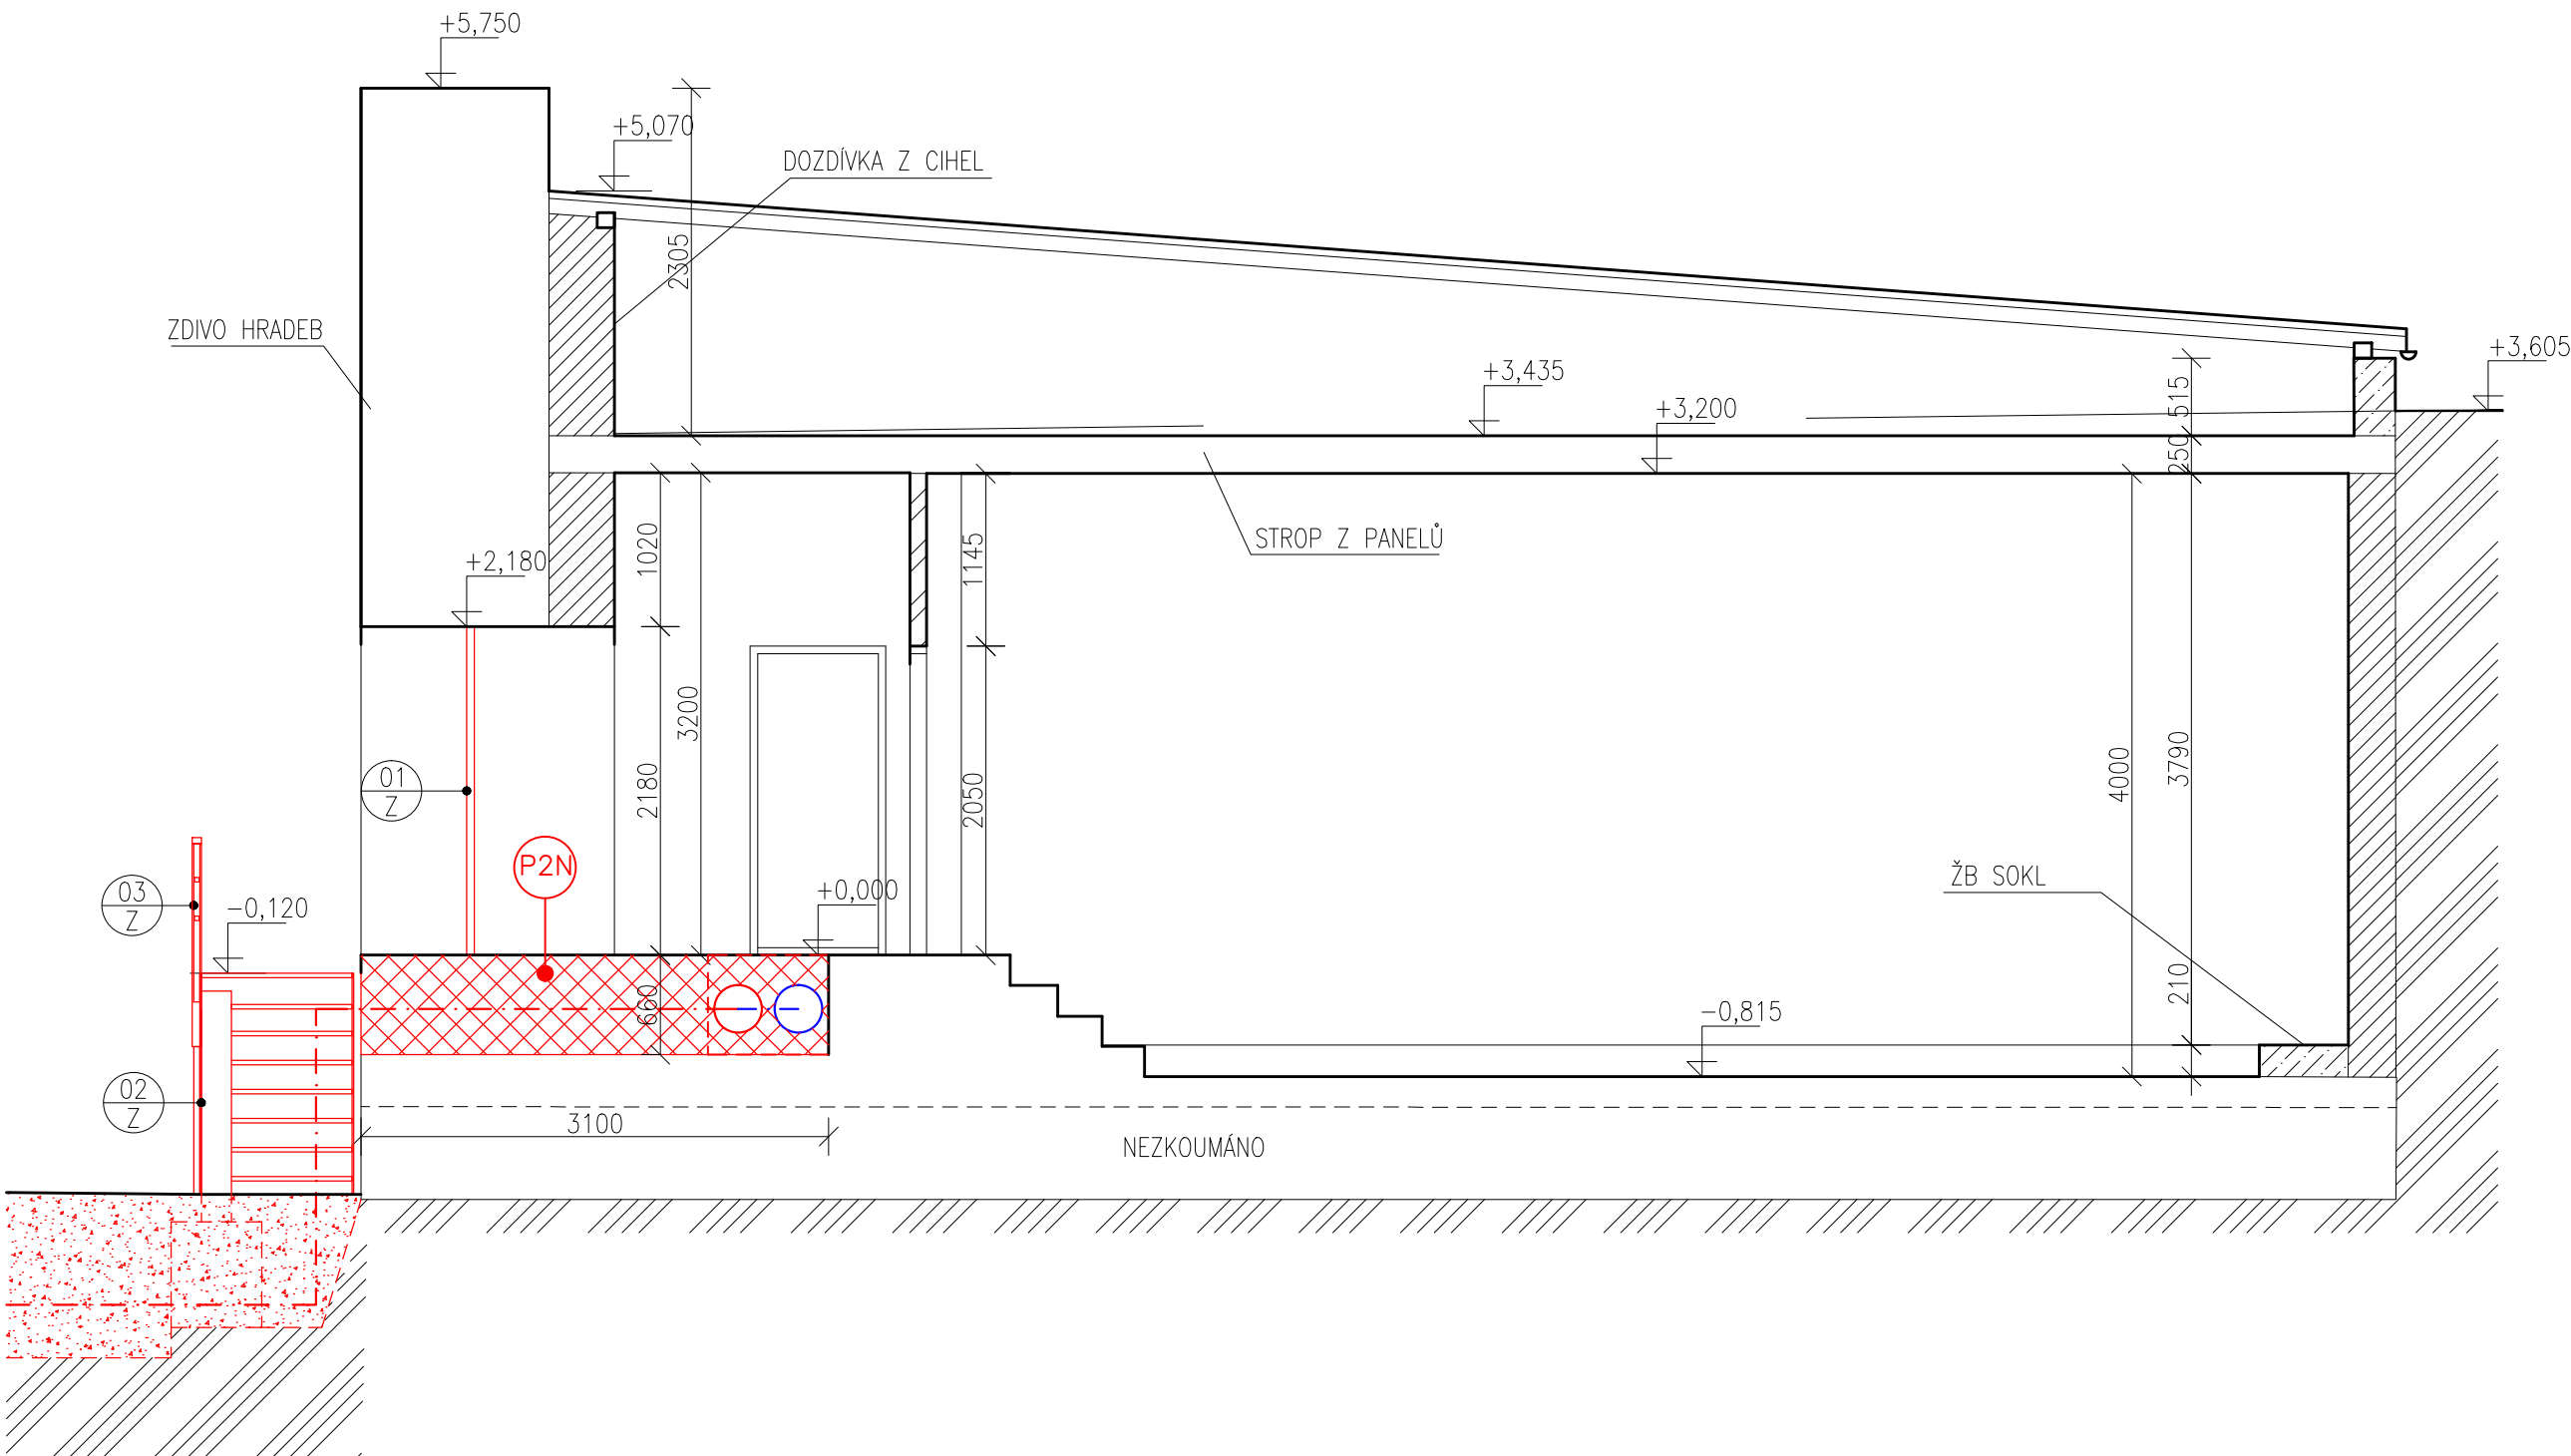 +5,750
+5,070
DOZDÍVKA Z CIHEL
2305
ZDIVO HRADEB
+3,605
+3,435
515
+3,200
250
STROP Z PANELŮ
1020
1145
+2,180
3200
01
Z
2180
2050
4000
3790
P2N
03
Z
-0,120
+0,000
ŽB SOKL
660
210
-0,815
02
Z
3100
NEZKOUMÁNO